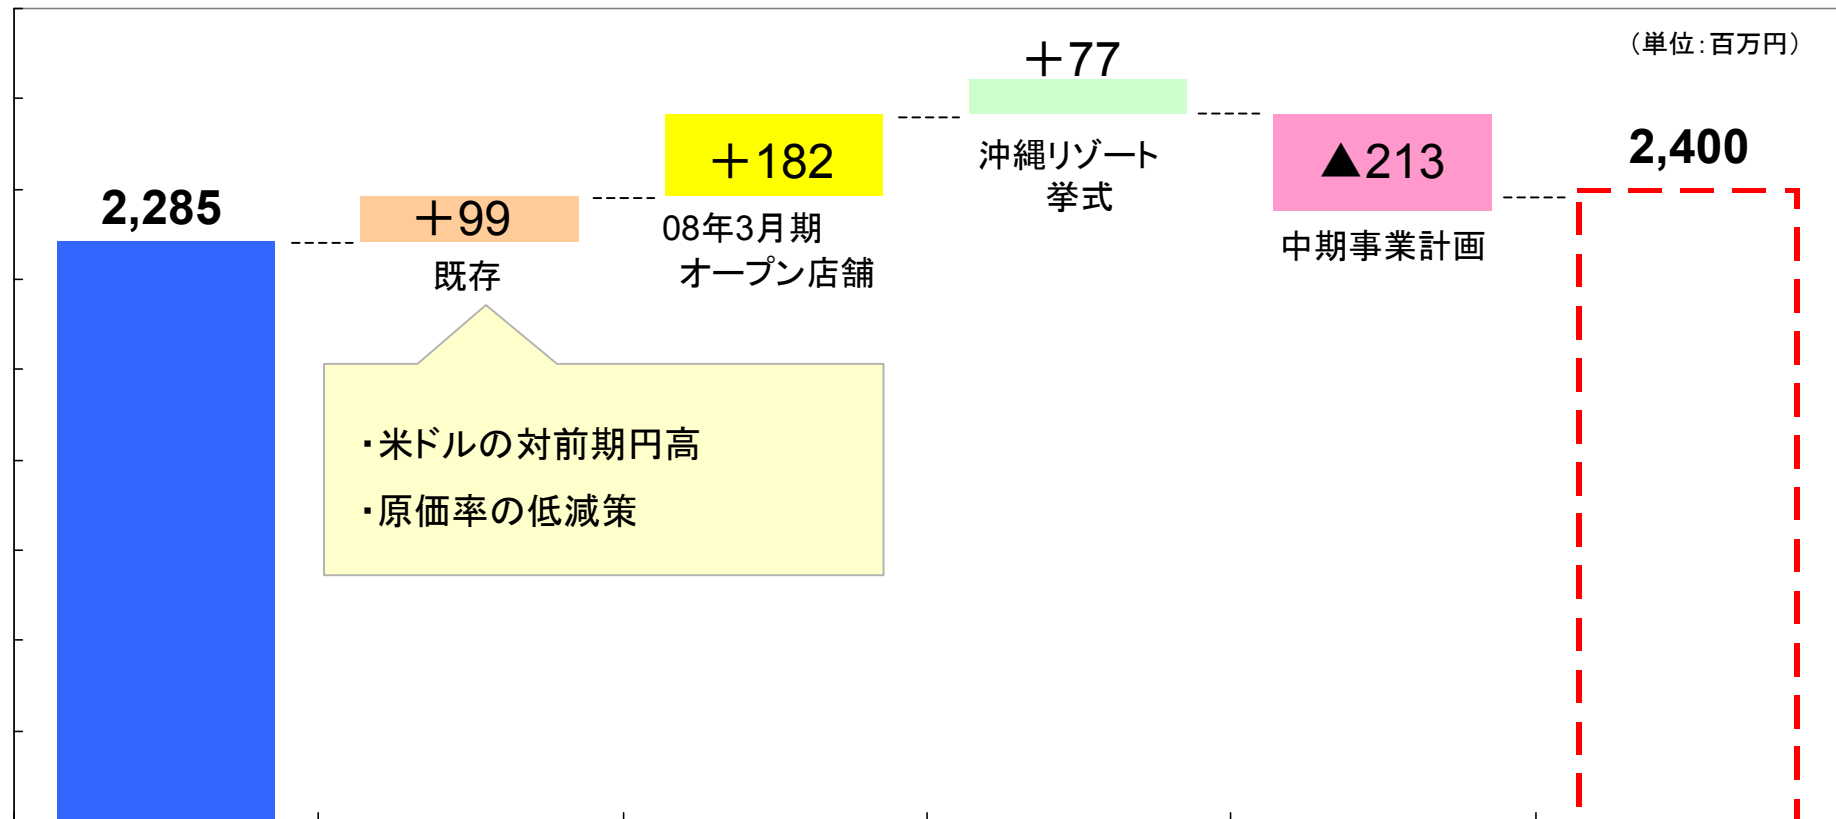 （単位：百万円）
2,285
＋99
既存
＋182
08年3月期
オープン店舗
＋77
沖縄リゾート
挙式
▲213
中期事業計画
2,400
・米ドルの対前期円高
・原価率の低減策